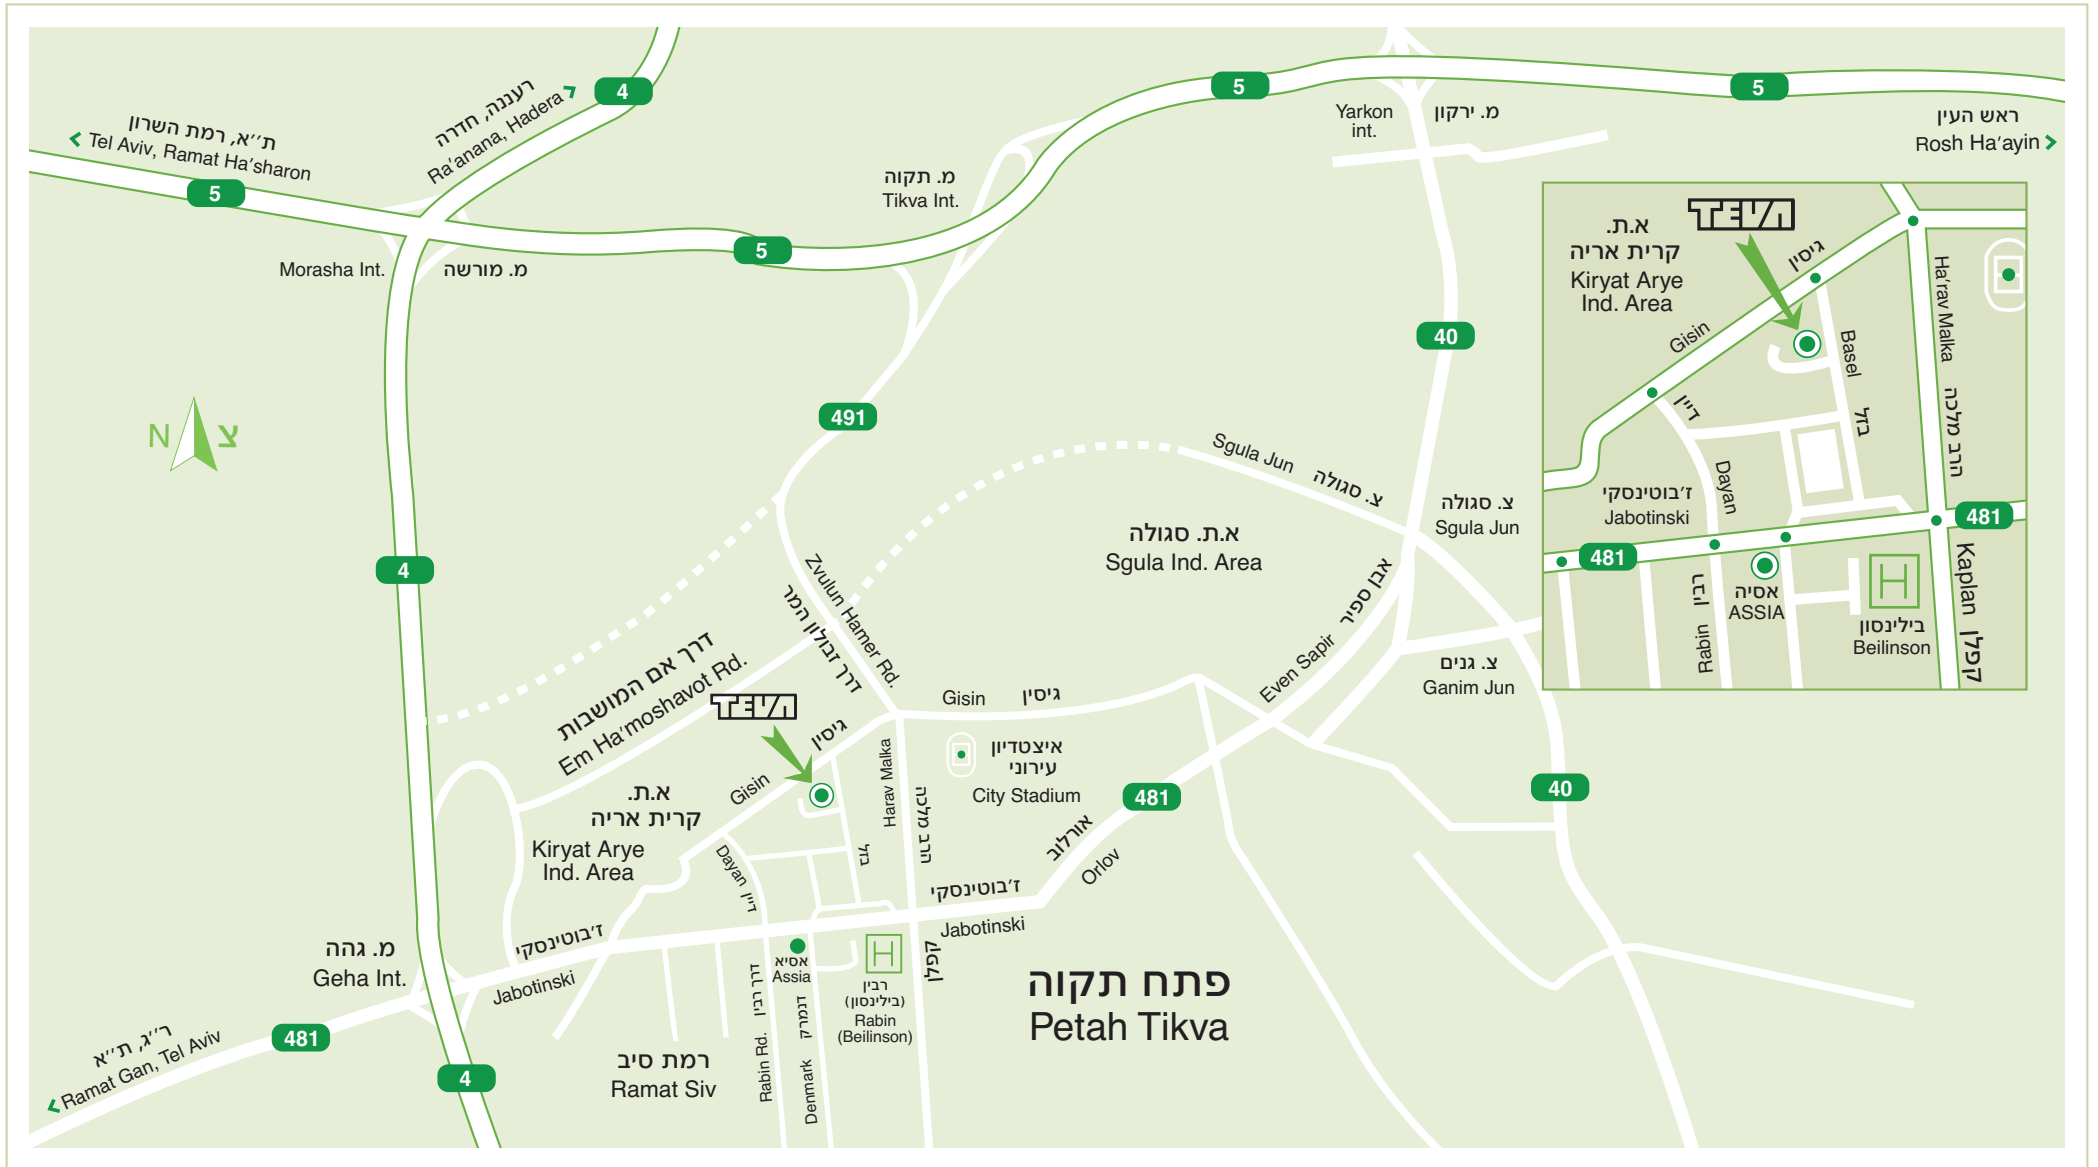 רעננה, חדרה
Ra'anana, Hadera
4
ת''א, רמת השרון
Tel Aviv, Ramat Ha'sharon
5
5
5
5
Yarkon
int.
מ. ירקון
ראש העין
Rosh Ha'ayin
מ. תקוה
Tikva Int.
Morasha Int.
מ. מורשה
40
491
N
צ
4
Sgula Jun
צ. סגולה
צ. סגולה
Sgula Jun
א.ת. סגולה
Sgula Ind. Area
Zvulun Hamer Rd.
דרך זבולון המר
דרך אם המושבות
Em Ha'moshavot Rd.
אבן ספיר
Even Sapir
צ. גנים
Ganim Jun
TEVA
Gisin
גיסין
גיסין
Gisin
Harav Malka
הרב מלכה
איצטדיון
עירוני
City Stadium
481
40
א.ת.
קרית אריה
Kiryat Arye
Ind. Area
Dayan
דיין
בזל
אורלוב
Orlov
ז'בוטינסקי
Jabotinski
ז'בוטינסקי
Jabotinski
קפלן
מ. גהה
Geha Int.
אסיא
Assia
רבין
(בילינסון)
Rabin
(Beilinson)
דרך רבין
Rabin Rd.
דנמרק
Denmark
פתח תקוה
Petah Tikva
רמת סיב
Ramat Siv
481
ר''ג, ת''א
Ramat Gan, Tel Aviv
4
TEVA
א.ת.
קרית אריה
Kiryat Arye
Ind. Area
גיסין
Gisin
Basel
בזל
Ha'rav Malka
הרב מלכה
דיין
Dayan
ז'בוטינסקי
Jabotinski
481
481
רבין
Rabin
אסיה
ASSIA
H
בילינסון
Beilinson
Kaplan
קפלן
H